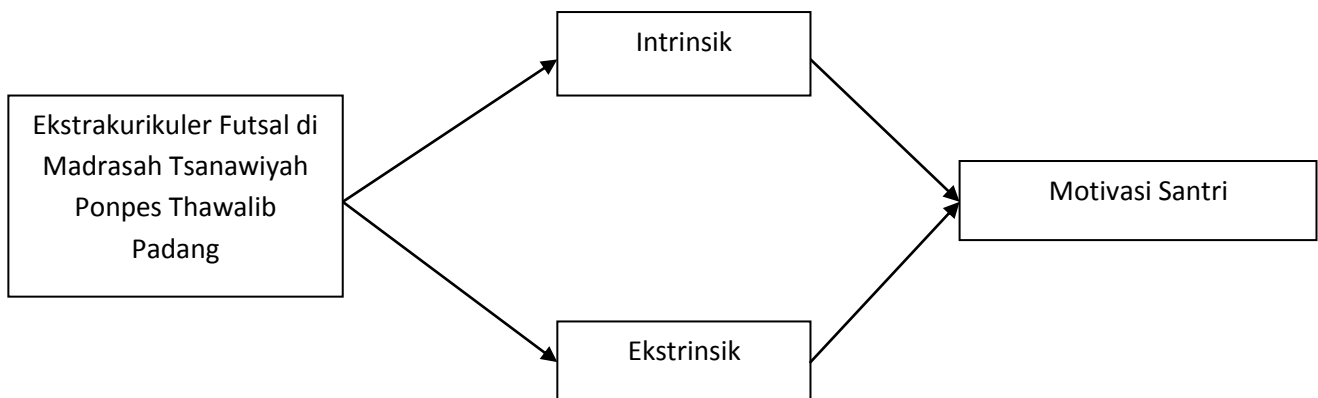 Intrinsik
Ekstrakurikuler Futsal di
Madrasah Tsanawiyah
Ponpes Thawalib
Padang
Motivasi Santri
Ekstrinsik